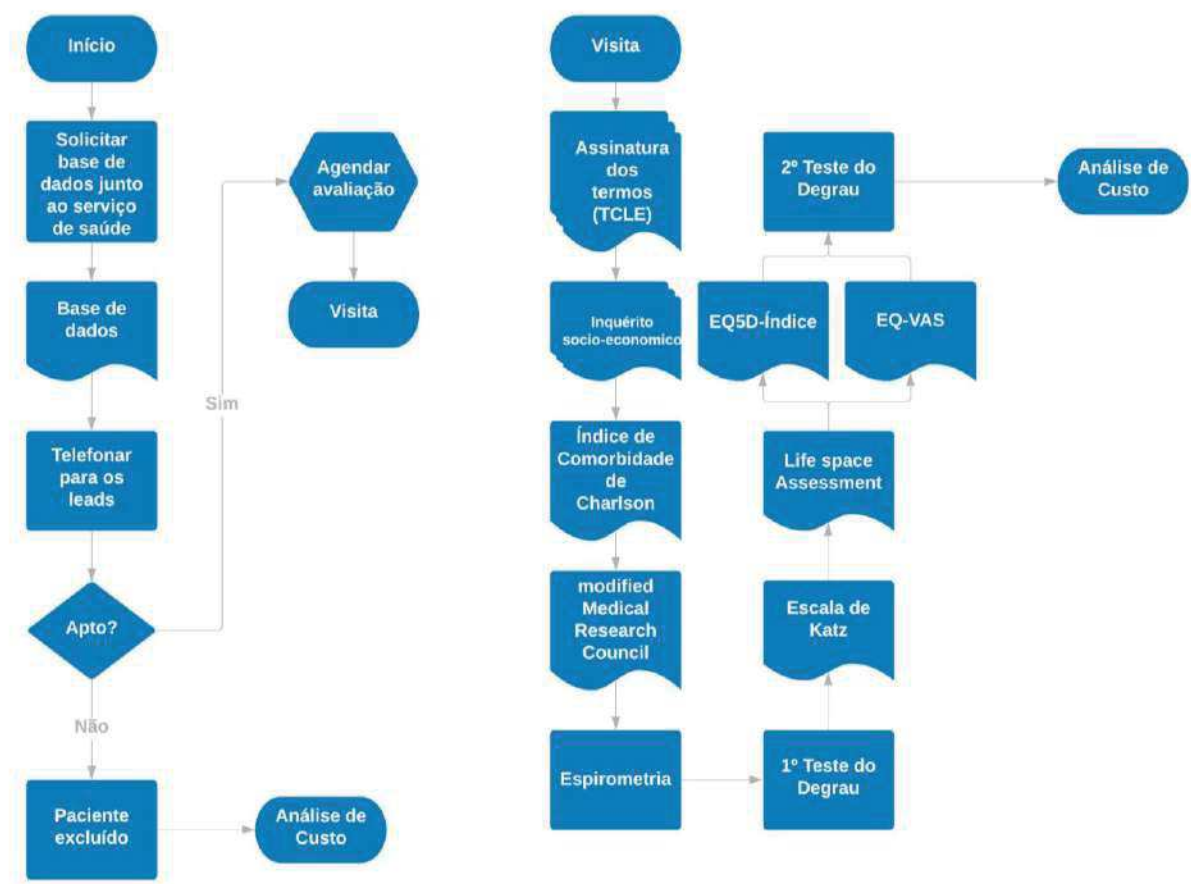 Início
Solicitar
base de
dados junto
ao serviço
de saúde
Base de
dados
Telefonar
para os
leads
Apto?
Sim
Não
Agendar
avaliação
Visita
Paciente
excluído
Análise de
Custo
Visita
Assinatura
dos
termos
(TCLE)
Inquérito
socio-economico
Índice de
Comorbidade
de
Charlson
modified
Medical
Research
Council
Espirometria
1º Teste do
Degrau
Escala de
Katz
Life space
Assessment
EQ5D-Índice
EQ-VAS
2º Teste do
Degrau
Análise de
Custo